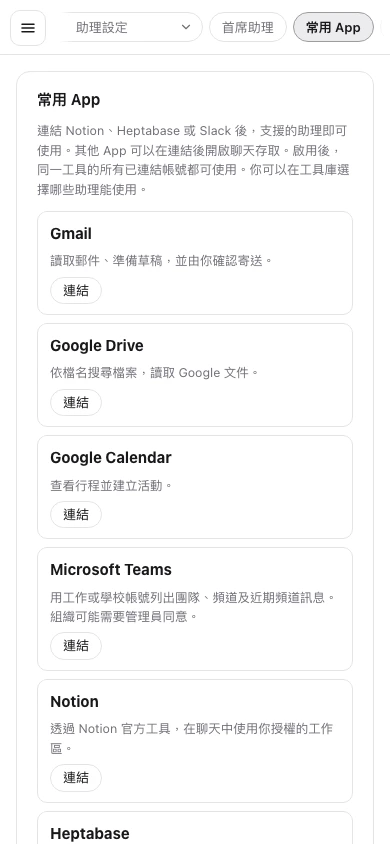 助理設定
首席助理
常用 App
常用 App
連結 Notion、Heptabase 或 Slack 後，支援的助理即可
使用。其他 App 可以在連結後開啟聊天存取。啟用後，
同一工具的所有已連結帳號都可使用。你可以在工具庫選
擇哪些助理能使用。
Gmail
讀取郵件、準備草稿，並由你確認寄送。
連結
Google Drive
依檔名搜尋檔案，讀取 Google 文件。
連結
Google Calendar
查看行程並建立活動。
連結
Microsoft Teams
用工作或學校帳號列出團隊、頻道及近期頻道訊息。
組織可能需要管理員同意。
連結
Notion
透過 Notion 官方工具，在聊天中使用你授權的工作
區。
連結
Heptabase